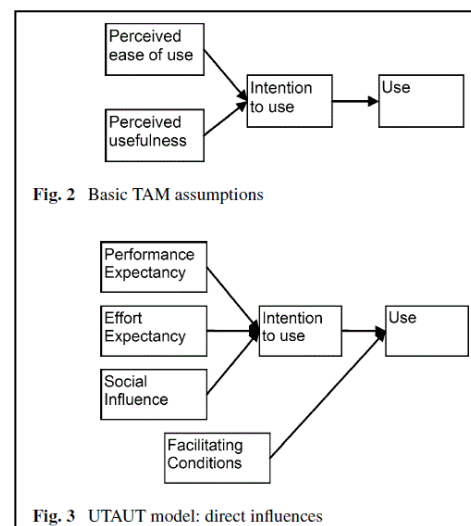 Perceived
ease of use
Intention
to use
Use
Perceived
usefulness
Fig. 2 Basic TAM assumptions
Performance
Expectancy
Effort
Expectancy
Intention
to use
Use
Social
Influence
Facilitating
Conditions
Fig. 3 UTAUT model: direct influences